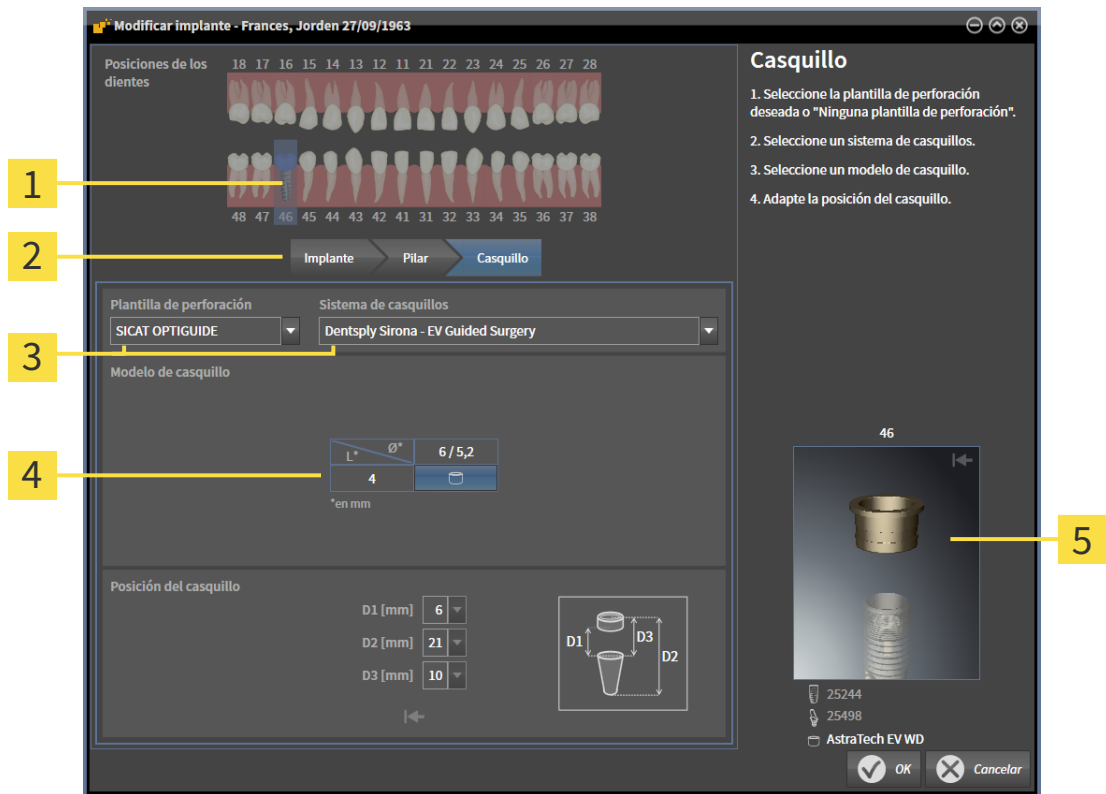 Modificar implante - Frances, Jorden 27/09/1963
Posiciones de los
dientes
18 17 16 15 14 13 12 11 21 22 23 24 25 26 27 28
48 47 46 45 44 43 42 41 31 32 33 34 35 36 37 38
1
2
Implante Pilar Casquillo
Plantilla de perforación Sistema de casquillos
SICAT OPTIGUIDE Dentsply Sirona - EV Guided Surgery
3
Modelo de casquillo
L* Ø* 6 / 5,2
4
4
*en mm
Posición del casquillo
D1 [mm] 6
D2 [mm] 21
D3 [mm] 10
D1 D3
D2
Casquillo
1. Seleccione la plantilla de perforación
deseada o "Ninguna plantilla de perforación".
2. Seleccione un sistema de casquillos.
3. Seleccione un modelo de casquillo.
4. Adapte la posición del casquillo.
46
5
25244
25498
AstraTech EV WD
OK Cancelar